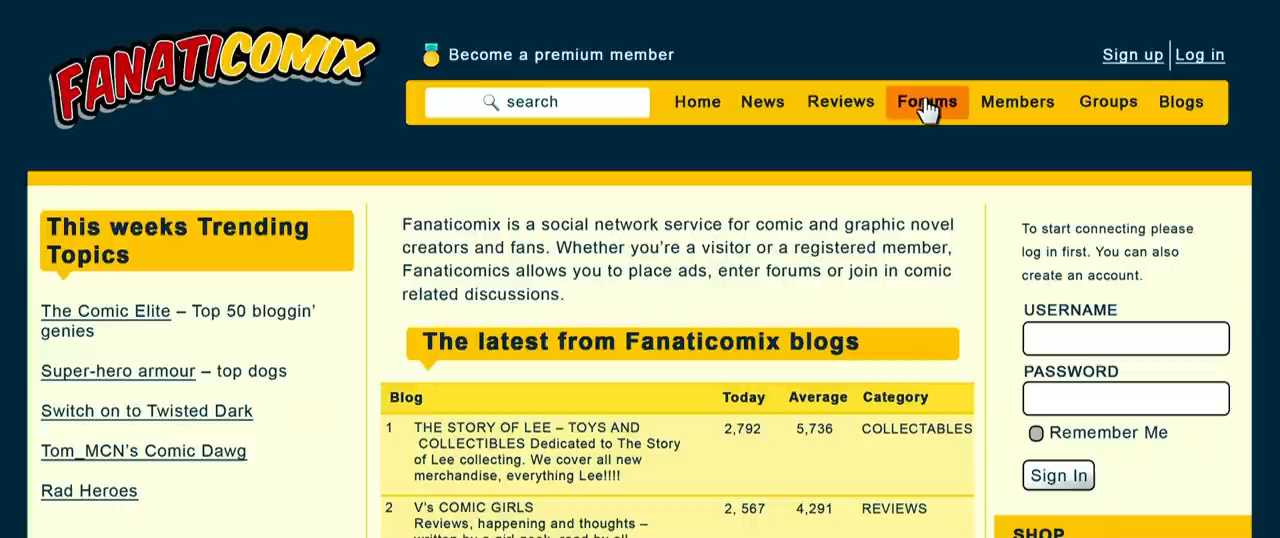 FANATICOMIX
Become a premium member
Sign up Log in
search
Home News Reviews Forums Members Groups Blogs
This weeks Trending
Topics
The Comic Elite – Top 50 bloggin’
genies
Super-hero armour – top dogs
Switch on to Twisted Dark
Tom_MCN’s Comic Dawg
Rad Heroes
Fanaticomix is a social network service for comic and graphic novel
creators and fans. Whether you’re a visitor or a registered member,
Fanaticomics allows you to place ads, enter forums or join in comic
related discussions.
The latest from Fanaticomix blogs
Blog Today Average Category
1 THE STORY OF LEE – TOYS AND 2,792 5,736 COLLECTABLES
COLLECTIBLES Dedicated to The Story
of Lee collecting. We cover all new
merchandise, everything Lee!!!!
2 V’s COMIC GIRLS 2, 567 4,291 REVIEWS
Reviews, happening and thoughts –
written by a girl geek, read by all
To start connecting please
log in first. You can also
create an account.
USERNAME
PASSWORD
Remember Me
Sign In
SHOP